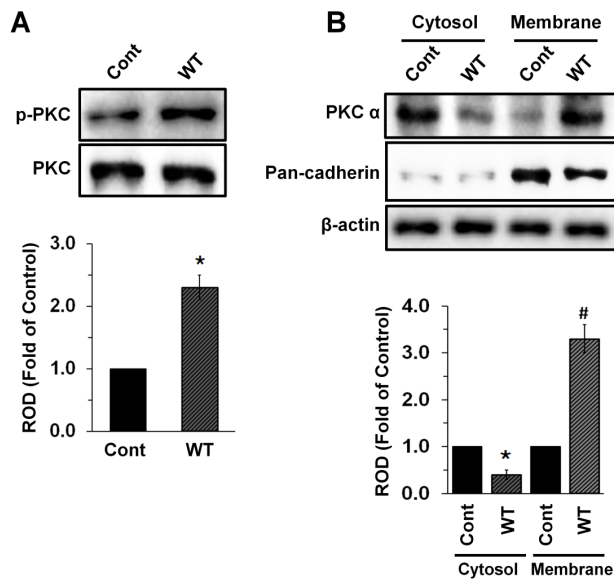 A
Cont WT
p-PKC
PKC
3.0
2.0
1.0
0.0
ROD (Fold of Control)
*
Cont WT
B
Cytosol Membrane
Cont WT Cont WT
PKC α
Pan-cadherin
β-actin
4.0
3.0
1.0
0.0
ROD (Fold of Control)
*
#
Cont WT Cont WT
Cytosol Membrane